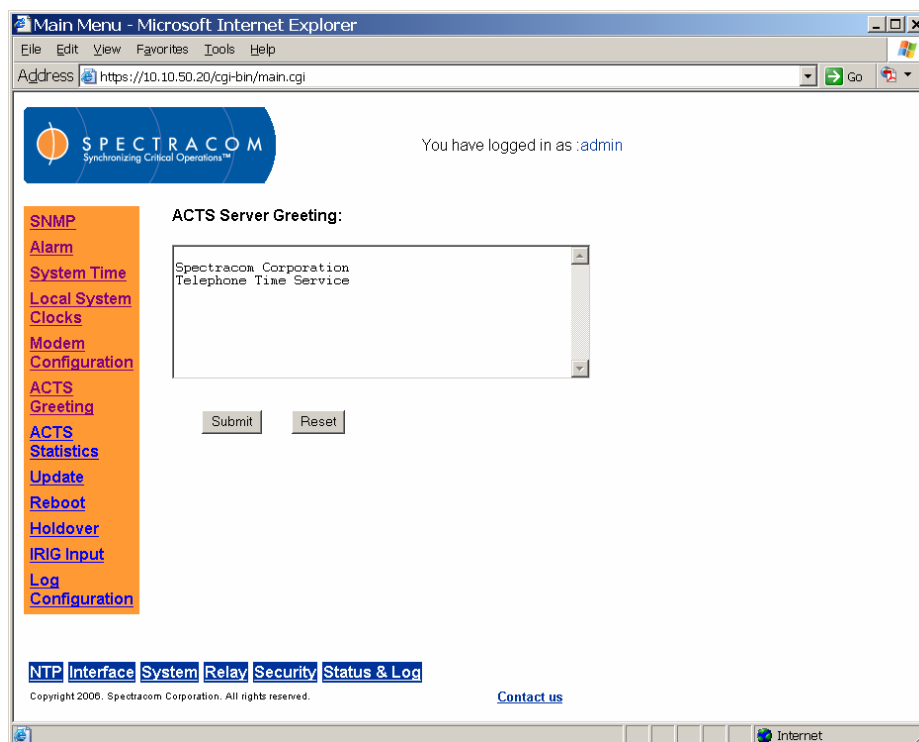 Main Menu - Microsoft Internet Explorer
File Edit View Favorites Tools Help
Address https://10.10.50.20/cgi-bin/main.cgi Go
SPECTRACOM
Synchronizing Critical Operations™
You have logged in as :admin
SNMP
Alarm
System Time
Local System
Clocks
Modem
Configuration
ACTS
Greeting
ACTS
Statistics
Update
Reboot
Holdover
IRIG Input
Log
Configuration
ACTS Server Greeting:
Spectracom Corporation
Telephone Time Service
Submit Reset
NTP Interface System Relay Security Status & Log
Copyright 2006. Spectracom Corporation. All rights reserved.
Contact us
Internet